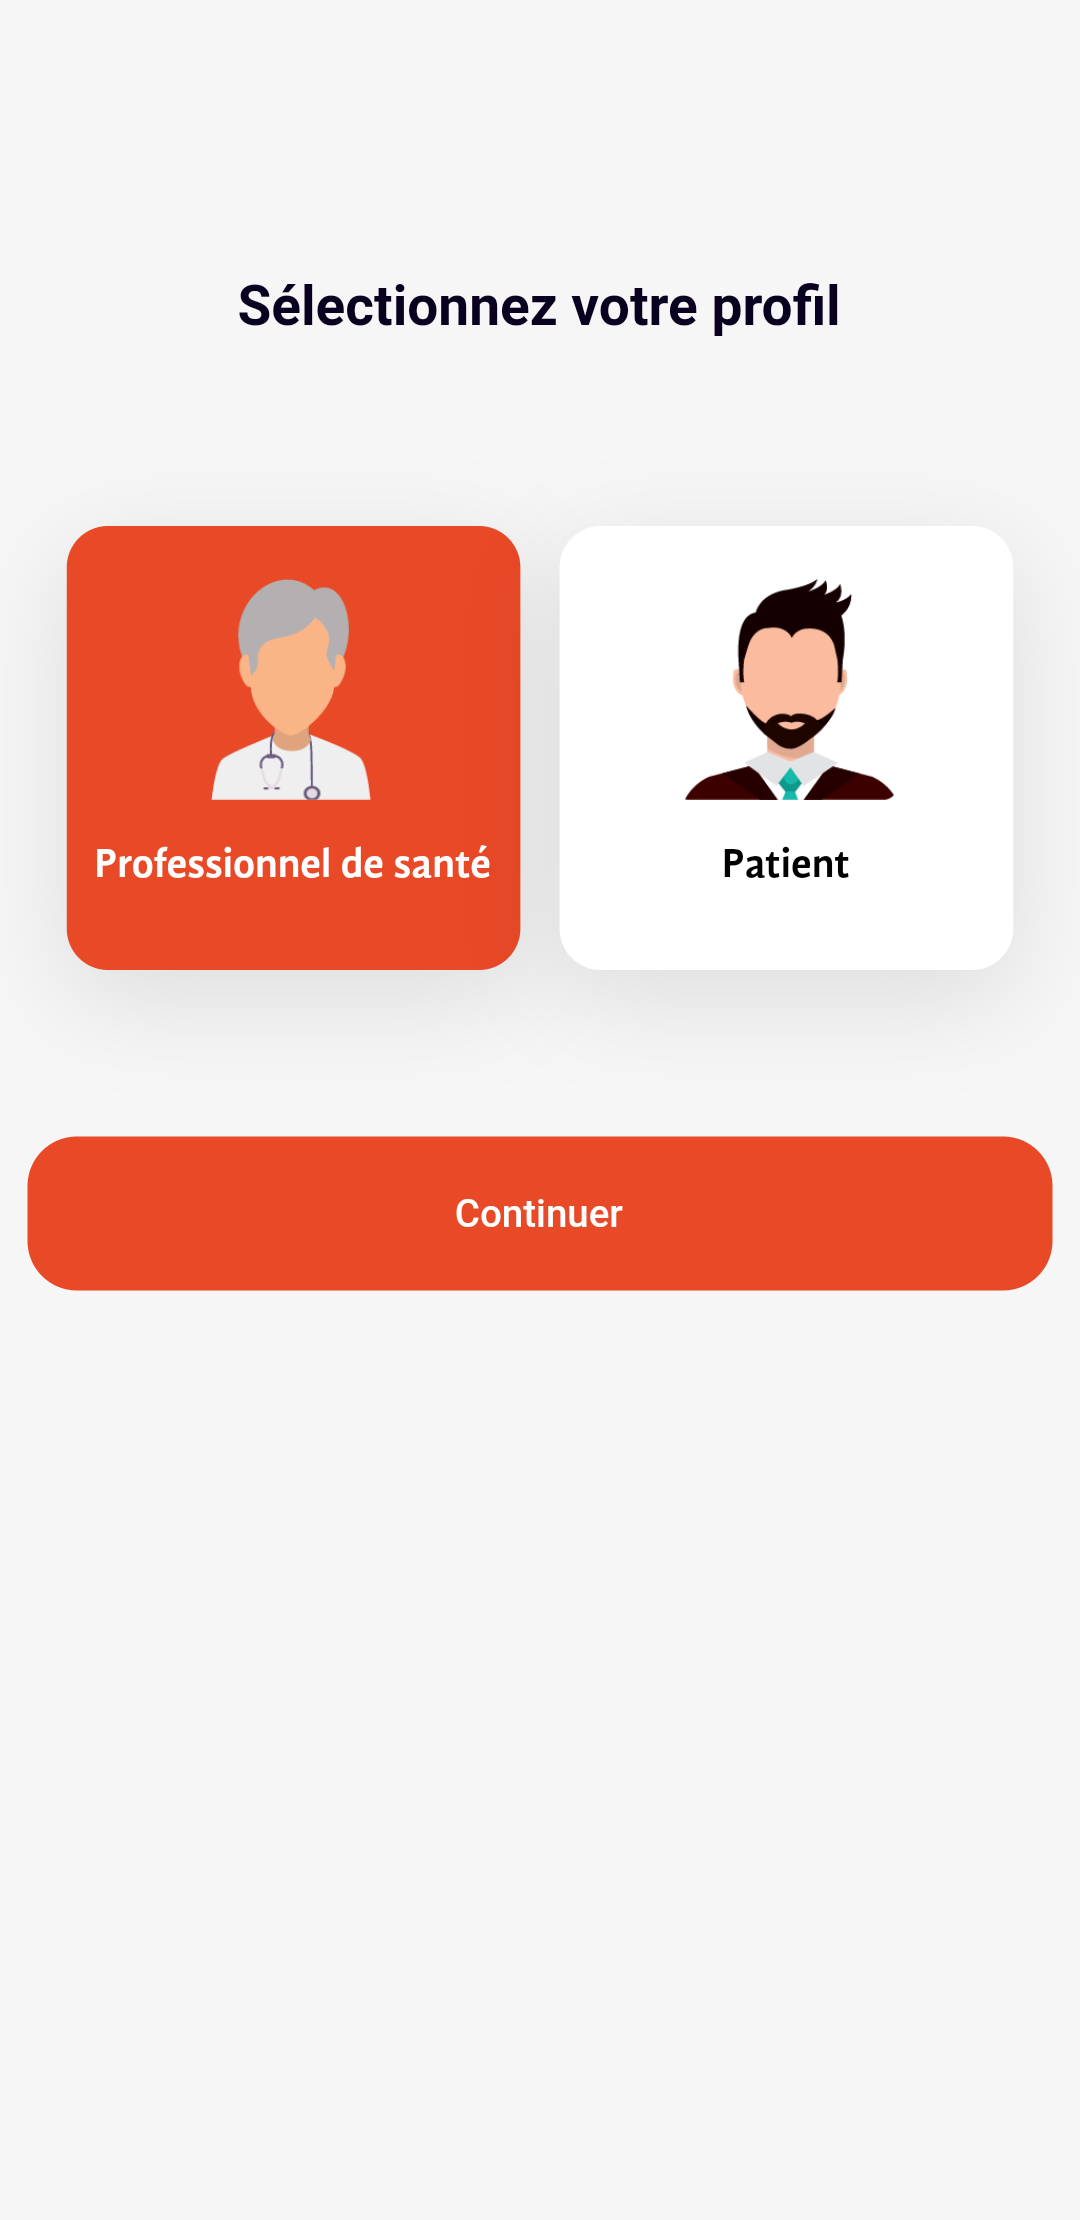 Sélectionnez votre profil
Professionnel de santé
Patient
Continuer